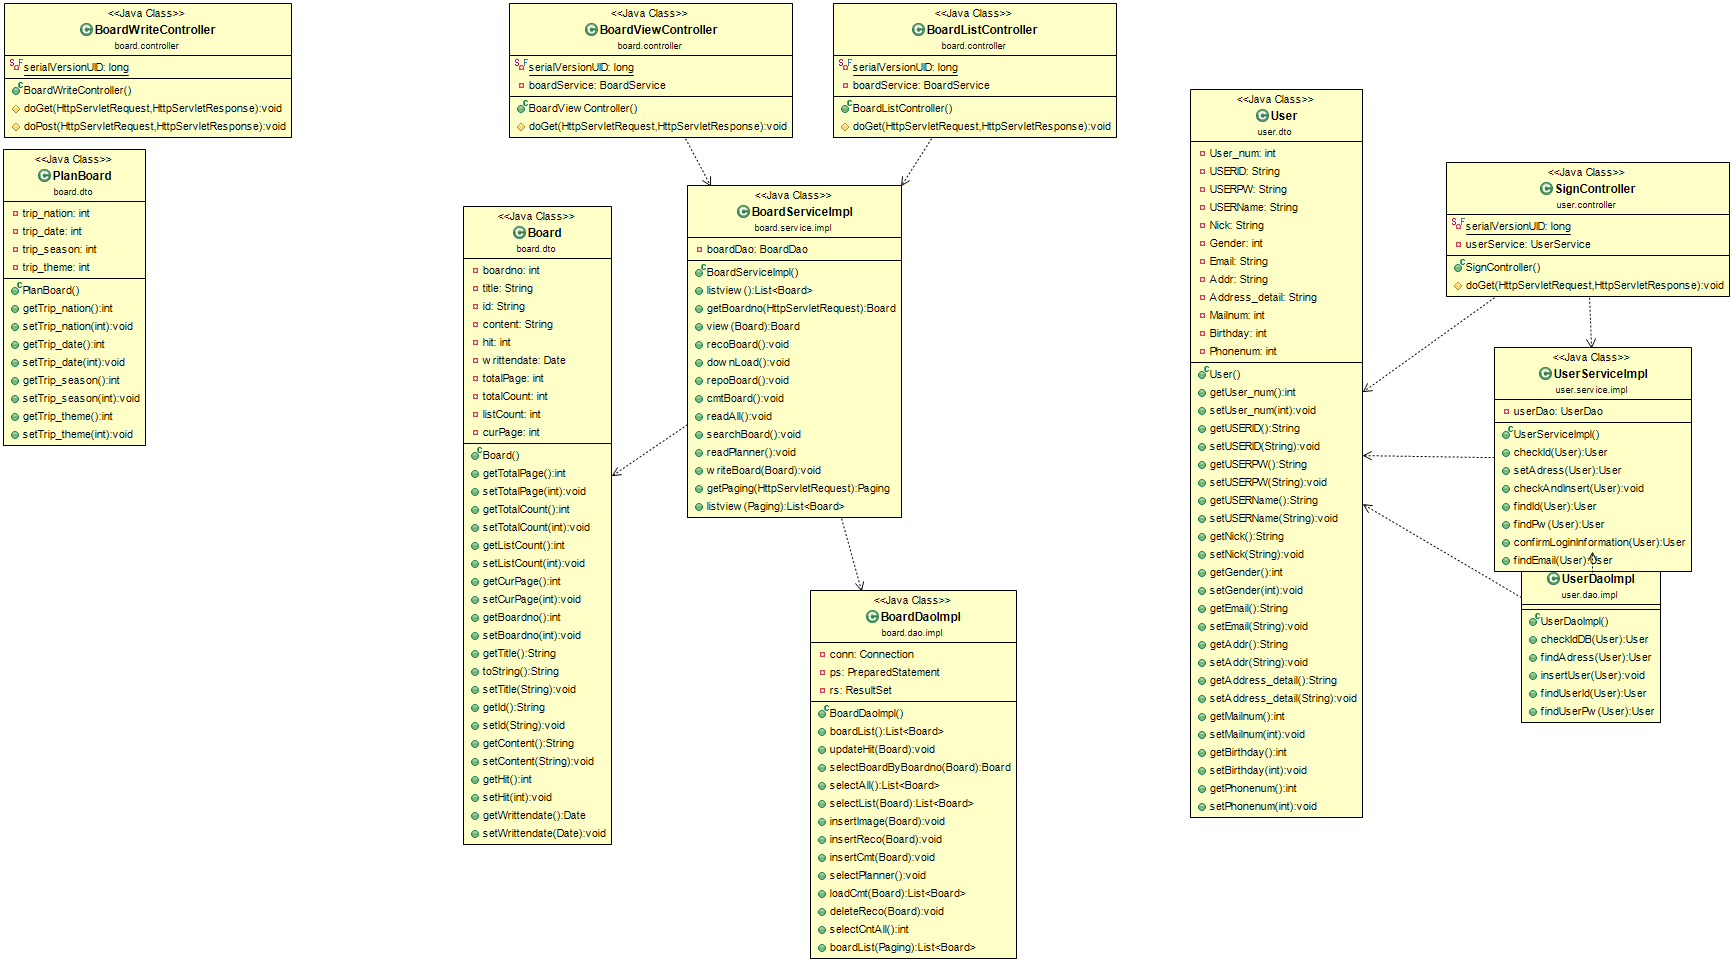 <<Java Class>>
BoardWriteController
board.controller
serialVersionUID: long
BoardWriteController()
doGet(HttpServletRequest,HttpServletResponse):void
doPost(HttpServletRequest,HttpServletResponse):void
<<Java Class>>
PlanBoard
board.dto
trip_nation: int
trip_date: int
trip_season: int
trip_theme: int
PlanBoard()
getTrip_nation():int
setTrip_nation(int):void
getTrip_date():int
setTrip_date(int):void
getTrip_season():int
setTrip_season(int):void
getTrip_theme():int
setTrip_theme(int):void
<<Java Class>>
BoardViewController
board.controller
serialVersionUID: long
boardService: BoardService
BoardViewController()
doGet(HttpServletRequest,HttpServletResponse):void
<<Java Class>>
BoardListController
board.controller
serialVersionUID: long
boardService: BoardService
BoardListController()
doGet(HttpServletRequest,HttpServletResponse):void
<<Java Class>>
Board
board.dto
boardno: int
title: String
id: String
content: String
hit: int
writtendate: Date
totalPage: int
totalCount: int
listCount: int
curPage: int
Board()
getTotalPage():int
setTotalPage(int):void
getTotalCount():int
setTotalCount(int):void
getListCount():int
setListCount(int):void
getCurPage():int
setCurPage(int):void
getBoardno():int
setBoardno(int):void
getTitle():String
toString():String
setTitle(String):void
getId():String
setId(String):void
getContent():String
setContent(String):void
getHit():int
setHit(int):void
getWrittendate():Date
setWrittendate(Date):void
<<Java Class>>
BoardServiceImpl
board.service.impl
boardDao: BoardDao
BoardServiceImpl()
listview():List<Board>
getBoardno(HttpServletRequest):Board
view(Board):Board
recoBoard():void
downLoad():void
repoBoard():void
cmtBoard():void
readAll():void
searchBoard():void
readPlanner():void
writeBoard(Board):void
getPaging(HttpServletRequest):Paging
listview(Paging):List<Board>
<<Java Class>>
BoardDaoImpl
board.dao.impl
conn: Connection
ps: PreparedStatement
rs: ResultSet
BoardDaoImpl()
boardList():List<Board>
updateHit(Board):void
selectBoardByBoardno(Board):Board
selectAll():List<Board>
selectList(Board):List<Board>
insertImage(Board):void
insertReco(Board):void
insertCmt(Board):void
selectPlanner():void
loadCmt(Board):List<Board>
deleteReco(Board):void
selectCntAll():int
boardList(Paging):List<Board>
<<Java Class>>
User
user.dto
User_num: int
USERID: String
USERPW: String
USERName: String
Nick: String
Gender: int
Email: String
Addr: String
Address_detail: String
Mailnum: int
Birthday: int
Phonenum: int
User()
getUser_num():int
setUser_num(int):void
getUSERID():String
setUSERID(String):void
getUSERPW():String
setUSERPW(String):void
getUSERName():String
setUSERName(String):void
getNick():String
setNick(String):void
getGender():int
setGender(int):void
getEmail():String
setEmail(String):void
getAddr():String
setAddr(String):void
getAddress_detail():String
setAddress_detail(String):void
getMailnum():int
setMailnum(int):void
getBirthday():int
setBirthday(int):void
getPhonenum():int
setPhonenum(int):void
<<Java Class>>
SignController
user.controller
serialVersionUID: long
userService: UserService
SignController()
doGet(HttpServletRequest,HttpServletResponse):void
<<Java Class>>
UserServiceImpl
user.service.impl
userDao: UserDao
UserServiceImpl()
checkId(User):User
setAdress(User):User
checkAndInsert(User):void
findId(User):User
findPw(User):User
confirmLoginInformation(User):User
findEmail(User):User
UserDaoImpl
user.dao.impl
UserDaoImpl()
checkIdDB(User):User
findAdress(User):User
insertUser(User):void
findUserId(User):User
findUserPw(User):User